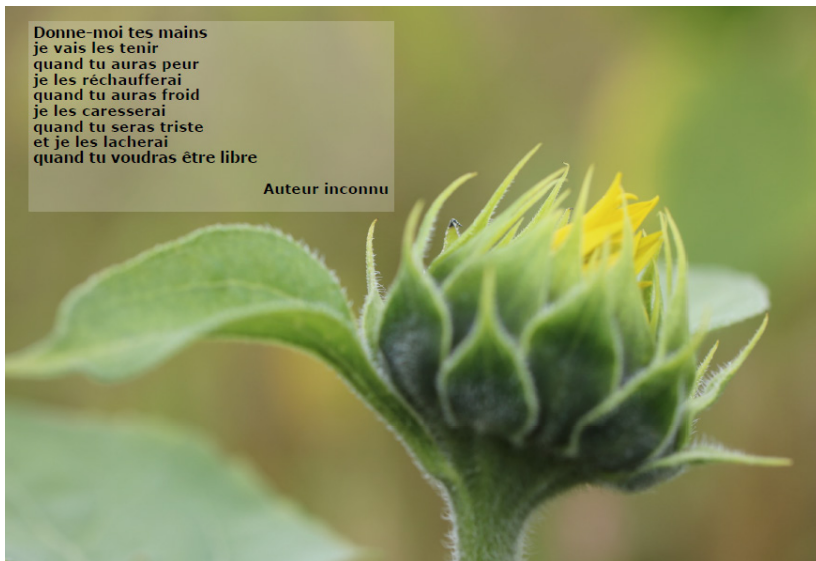 Donne-moi tes mains
je vais les tenir
quand tu auras peur
je les réchaufferai
quand tu auras froid
je les caresserai
quand tu seras triste
et je les lacherai
quand tu voudras être libre
Auteur inconnu